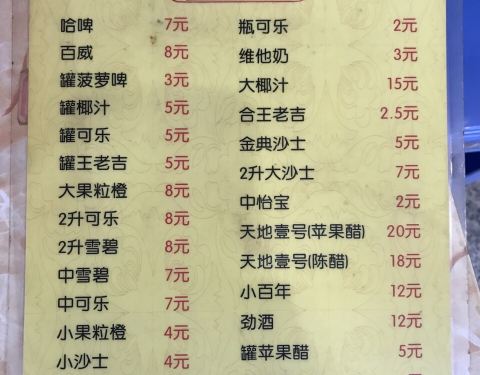 哈啤 7元
百威 8元
罐菠萝啤 3元
罐椰汁 5元
罐可乐 5元
罐王老吉 5元
大果粒橙 8元
2升可乐 8元
2升雪碧 8元
中雪碧 7元
中可乐 7元
小果粒橙 4元
小沙士 4元
瓶可乐 2元
维他奶 3元
大椰汁 15元
合王老吉 2.5元
金典沙士 5元
2升大沙士 7元
中怡宝 2元
天地壹号(苹果醋) 20元
天地壹号(陈醋) 18元
小百年 12元
劲酒 12元
罐苹果醋 5元